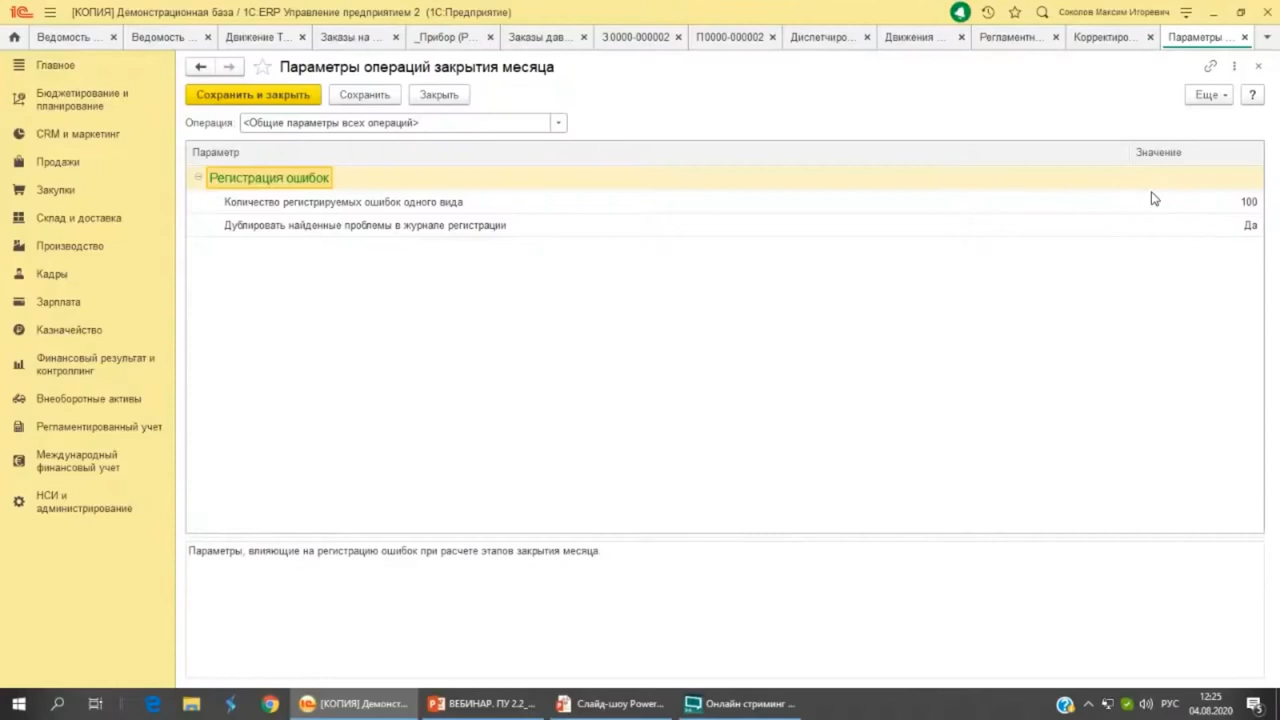 [КОПИЯ] Демонстрационная база / 1С:ERP Управление предприятием 2 (1С:Предприятие)
Соколов Максим Игоревич
Ведомость ...
Ведомость ...
Движение Т...
Заказы на ...
_Прибор (Р...
Заказы дав...
З0000-000002
П0000-000002
Диспетчиро...
Движения ...
Регламентн...
Корректиро...
Параметры ...
Главное
Бюджетирование и
планирование
CRM и маркетинг
Продажи
Закупки
Склад и доставка
Производство
Кадры
Зарплата
Казначейство
Финансовый результат и
контроллинг
Внеоборотные активы
Регламентированный учет
Международный
финансовый учет
НСИ и
администрирование
Параметры операций закрытия месяца
Сохранить и закрыть
Сохранить
Закрыть
Еще
?
Операция: <Общие параметры всех операций>
Параметр
Значение
Регистрация ошибок
Количество регистрируемых ошибок одного вида 100
Дублировать найденные проблемы в журнале регистрации Да
Параметры, влияющие на регистрацию ошибок при расчете этапов закрытия месяца.
[КОПИЯ] Демонст...
ВЕБИНАР. ПУ 2.2_...
Слайд-шоу Power...
Онлайн стриминг ...
РУС
12:25
04.08.2020
5